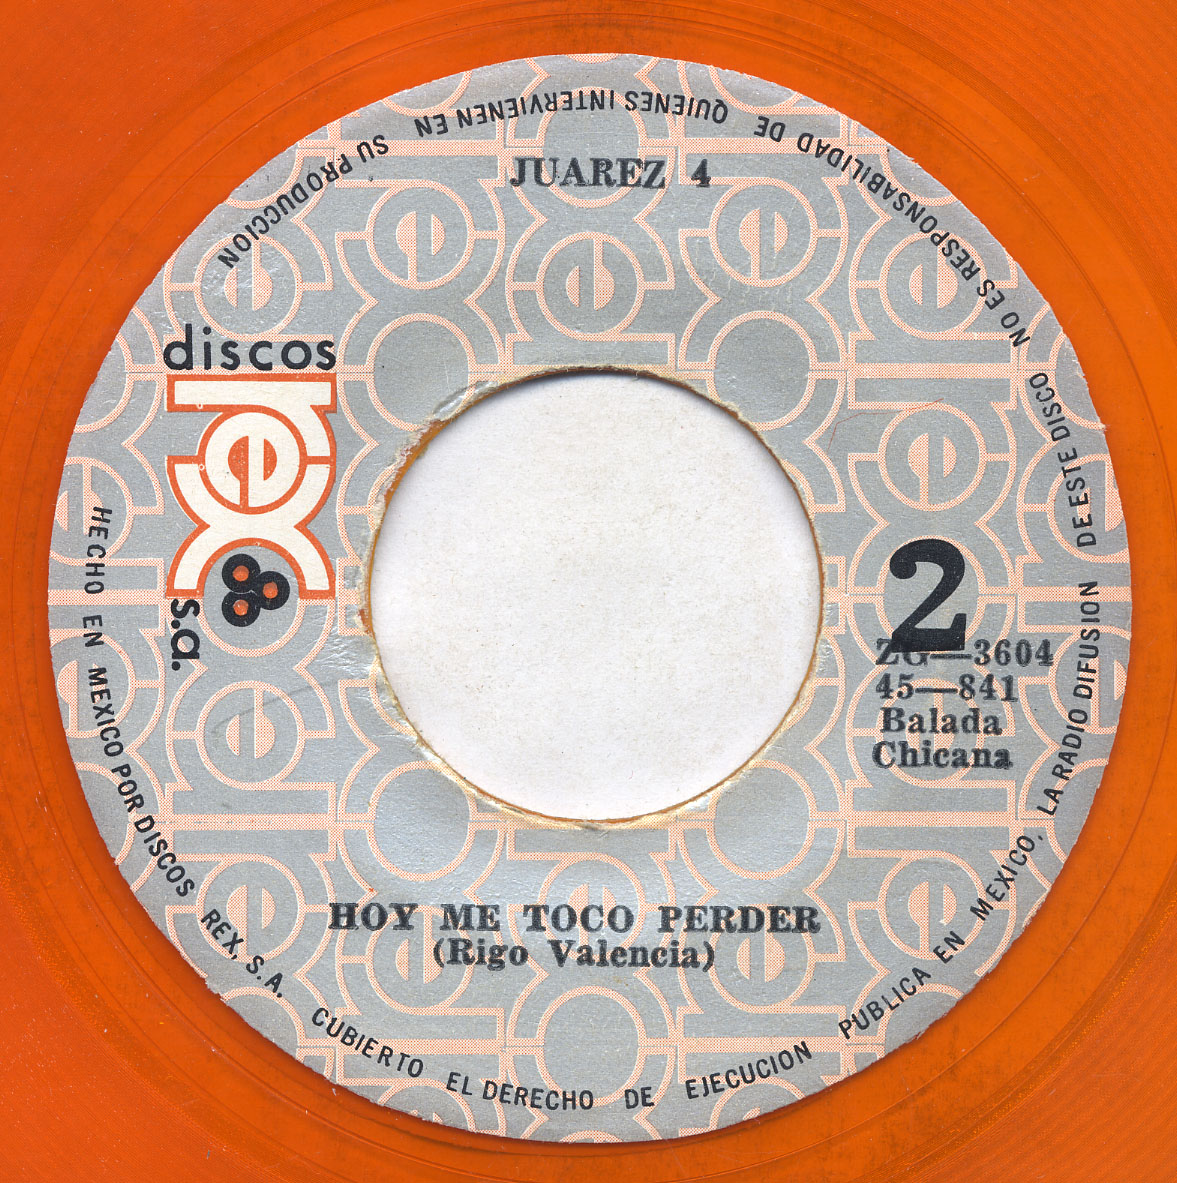 JUAREZ 4
discos
rex
s.a.
2
ZG—3604
45—841
Balada
Chicana
HOY ME TOCO PERDER
(Rigo Valencia)
HECHO EN MEXICO POR DISCOS REX, S.A. CUBIERTO EL DERECHO DE EJECUCION PUBLICA EN MEXICO, LA RADIO DIFUSION DE ESTE DISCO NO ES RESPONSABILIDAD DE QUIENES INTERVIENEN EN SU PRODUCCION